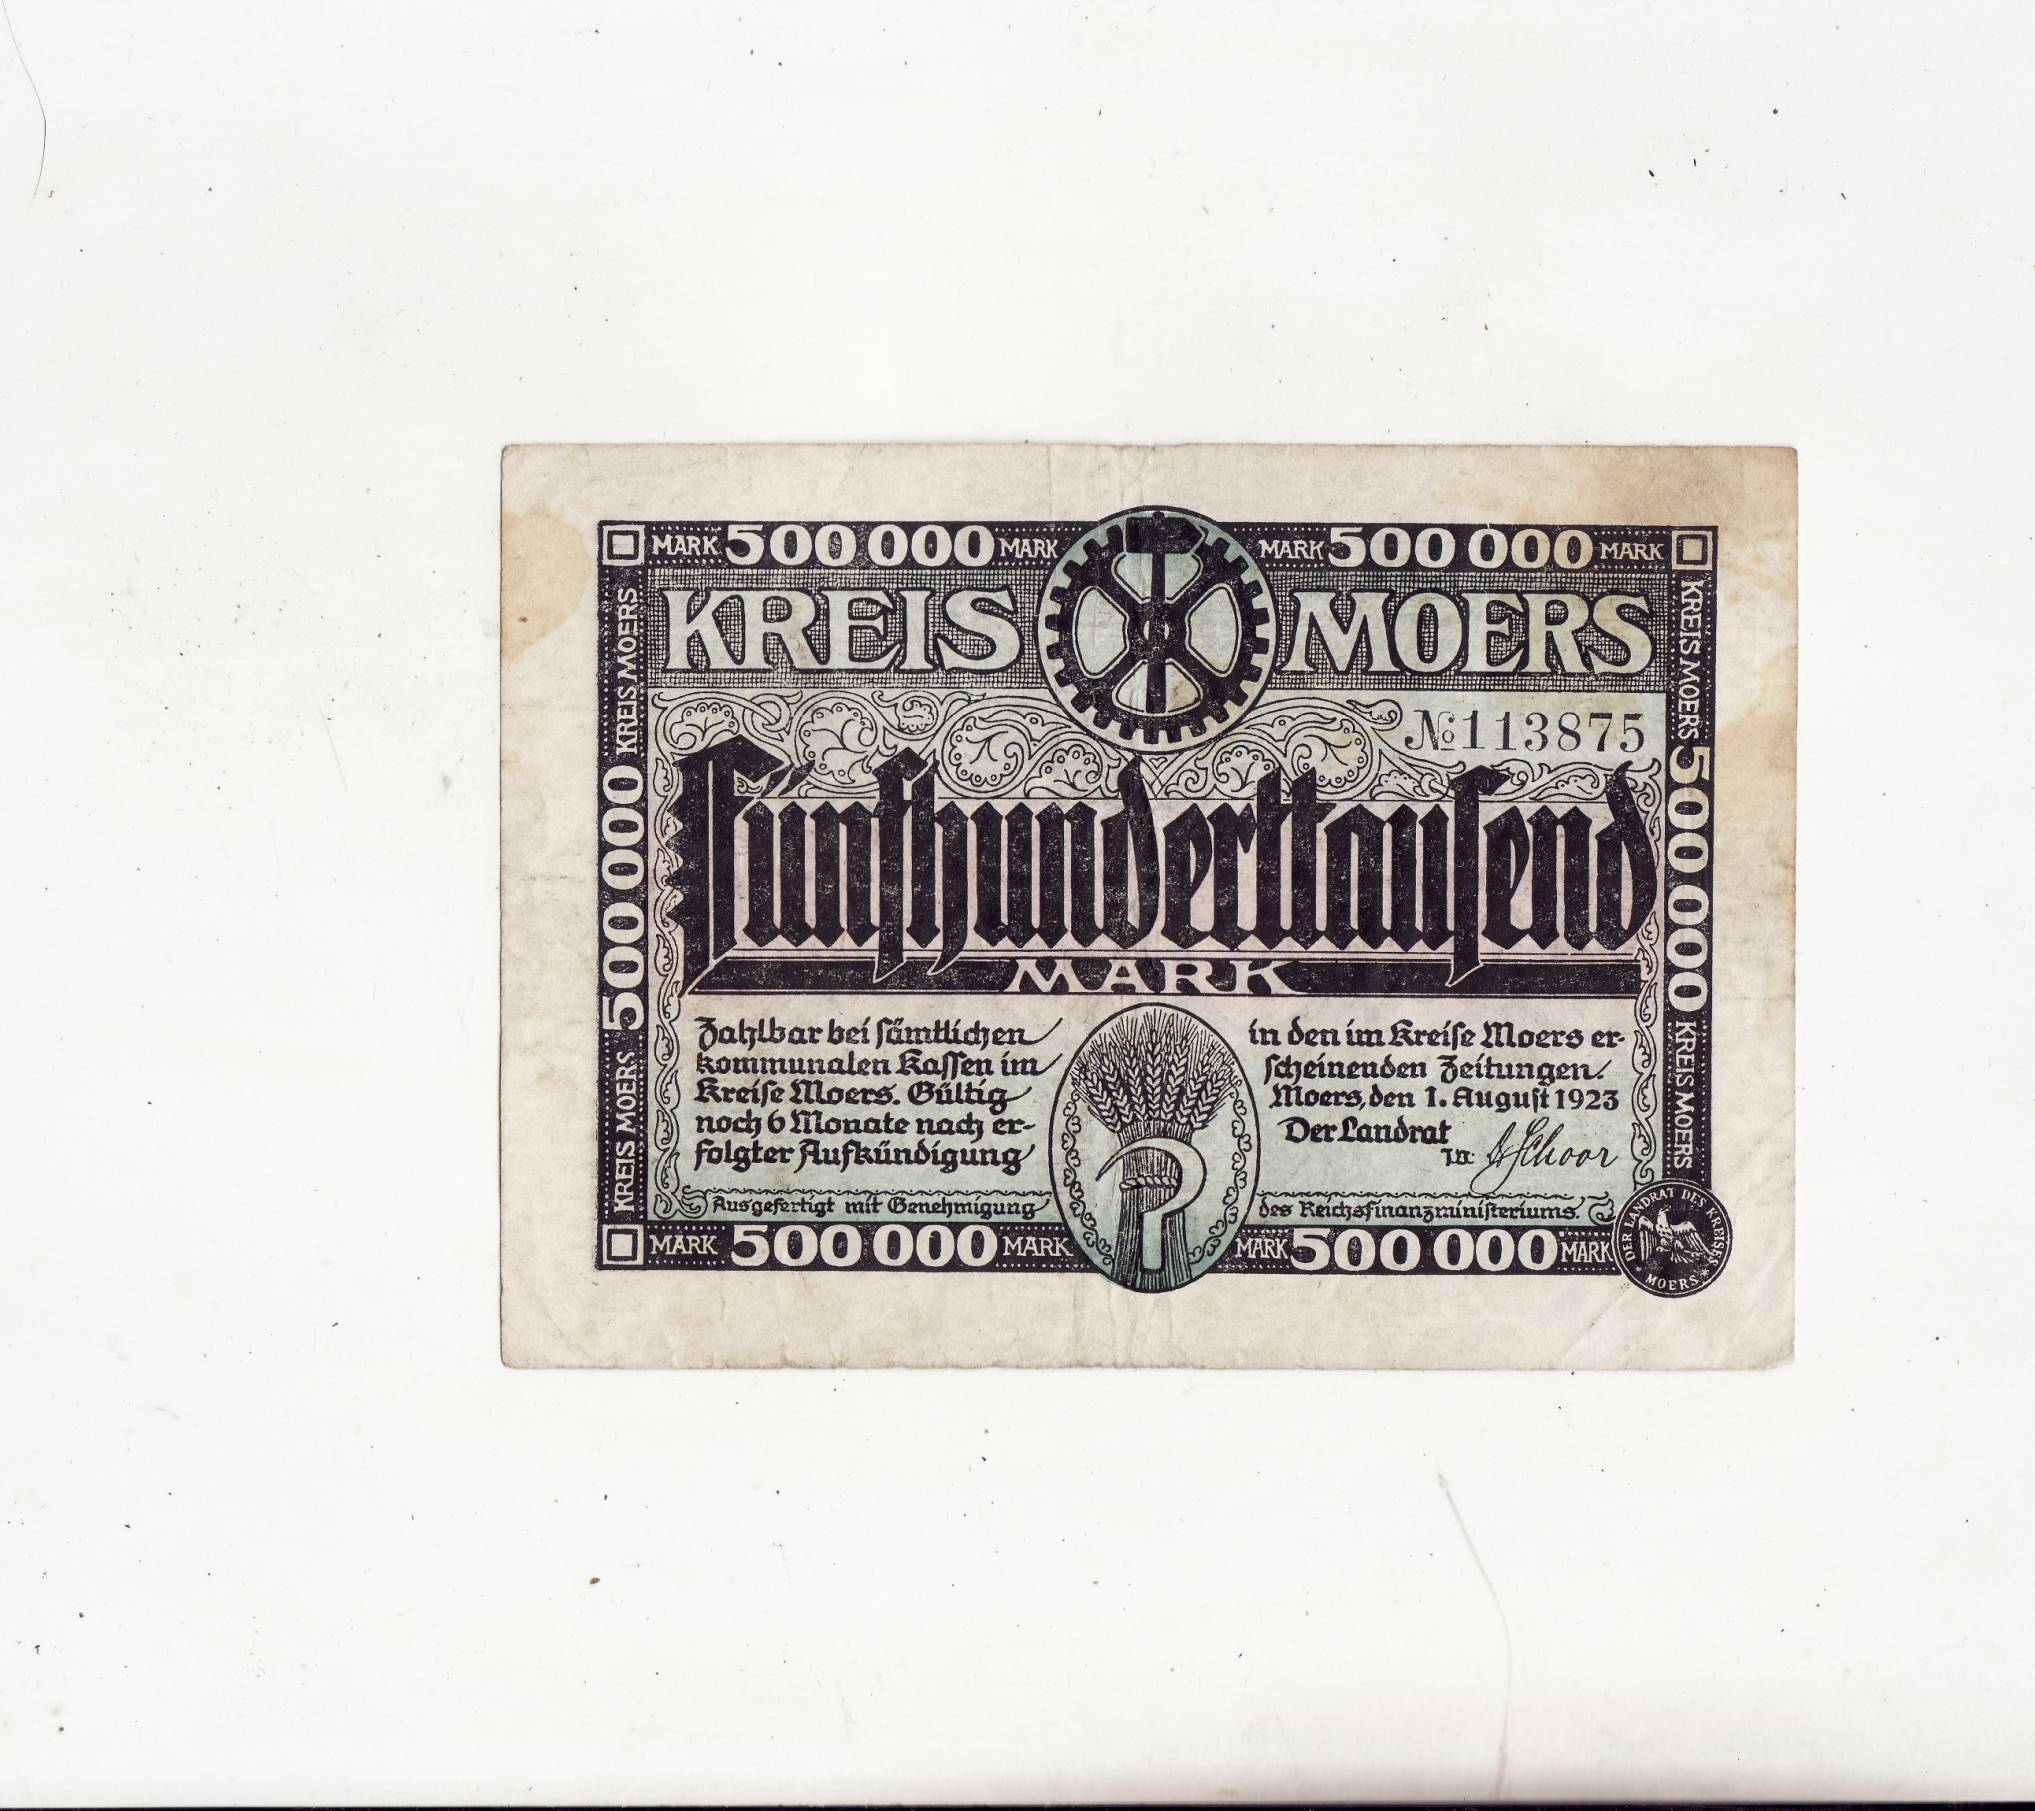 MARK 500 000 MARK MARK 500 000 MARK
KREIS MOERS
№ 113875
Fünfhunderttausend
MARK
Zahlbar bei sämtlichen
kommunalen Kassen im
Kreise Moers. Gültig
noch 6 Monate nach er-
folgter Aufkündigung
in den im Kreise Moers er-
scheinenden Zeitungen.
Moers, den 1. August 1923
Der Landrat
I.V. Schoor
Ausgefertigt mit Genehmigung des Reichsfinanzministeriums.
MARK 500 000 MARK MARK 500 000 MARK
KREIS MOERS 500 000 KREIS MOERS
KREIS MOERS 500 000 KREIS MOERS
DER LANDRAT DES KREISES
* MOERS *